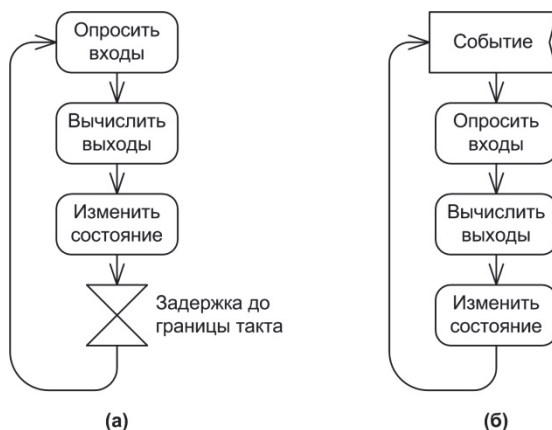 Опросить
входы
Вычислить
выходы
Изменить
состояние
Задержка до
границы такта
(а)
Событие
Опросить
входы
Вычислить
выходы
Изменить
состояние
(б)